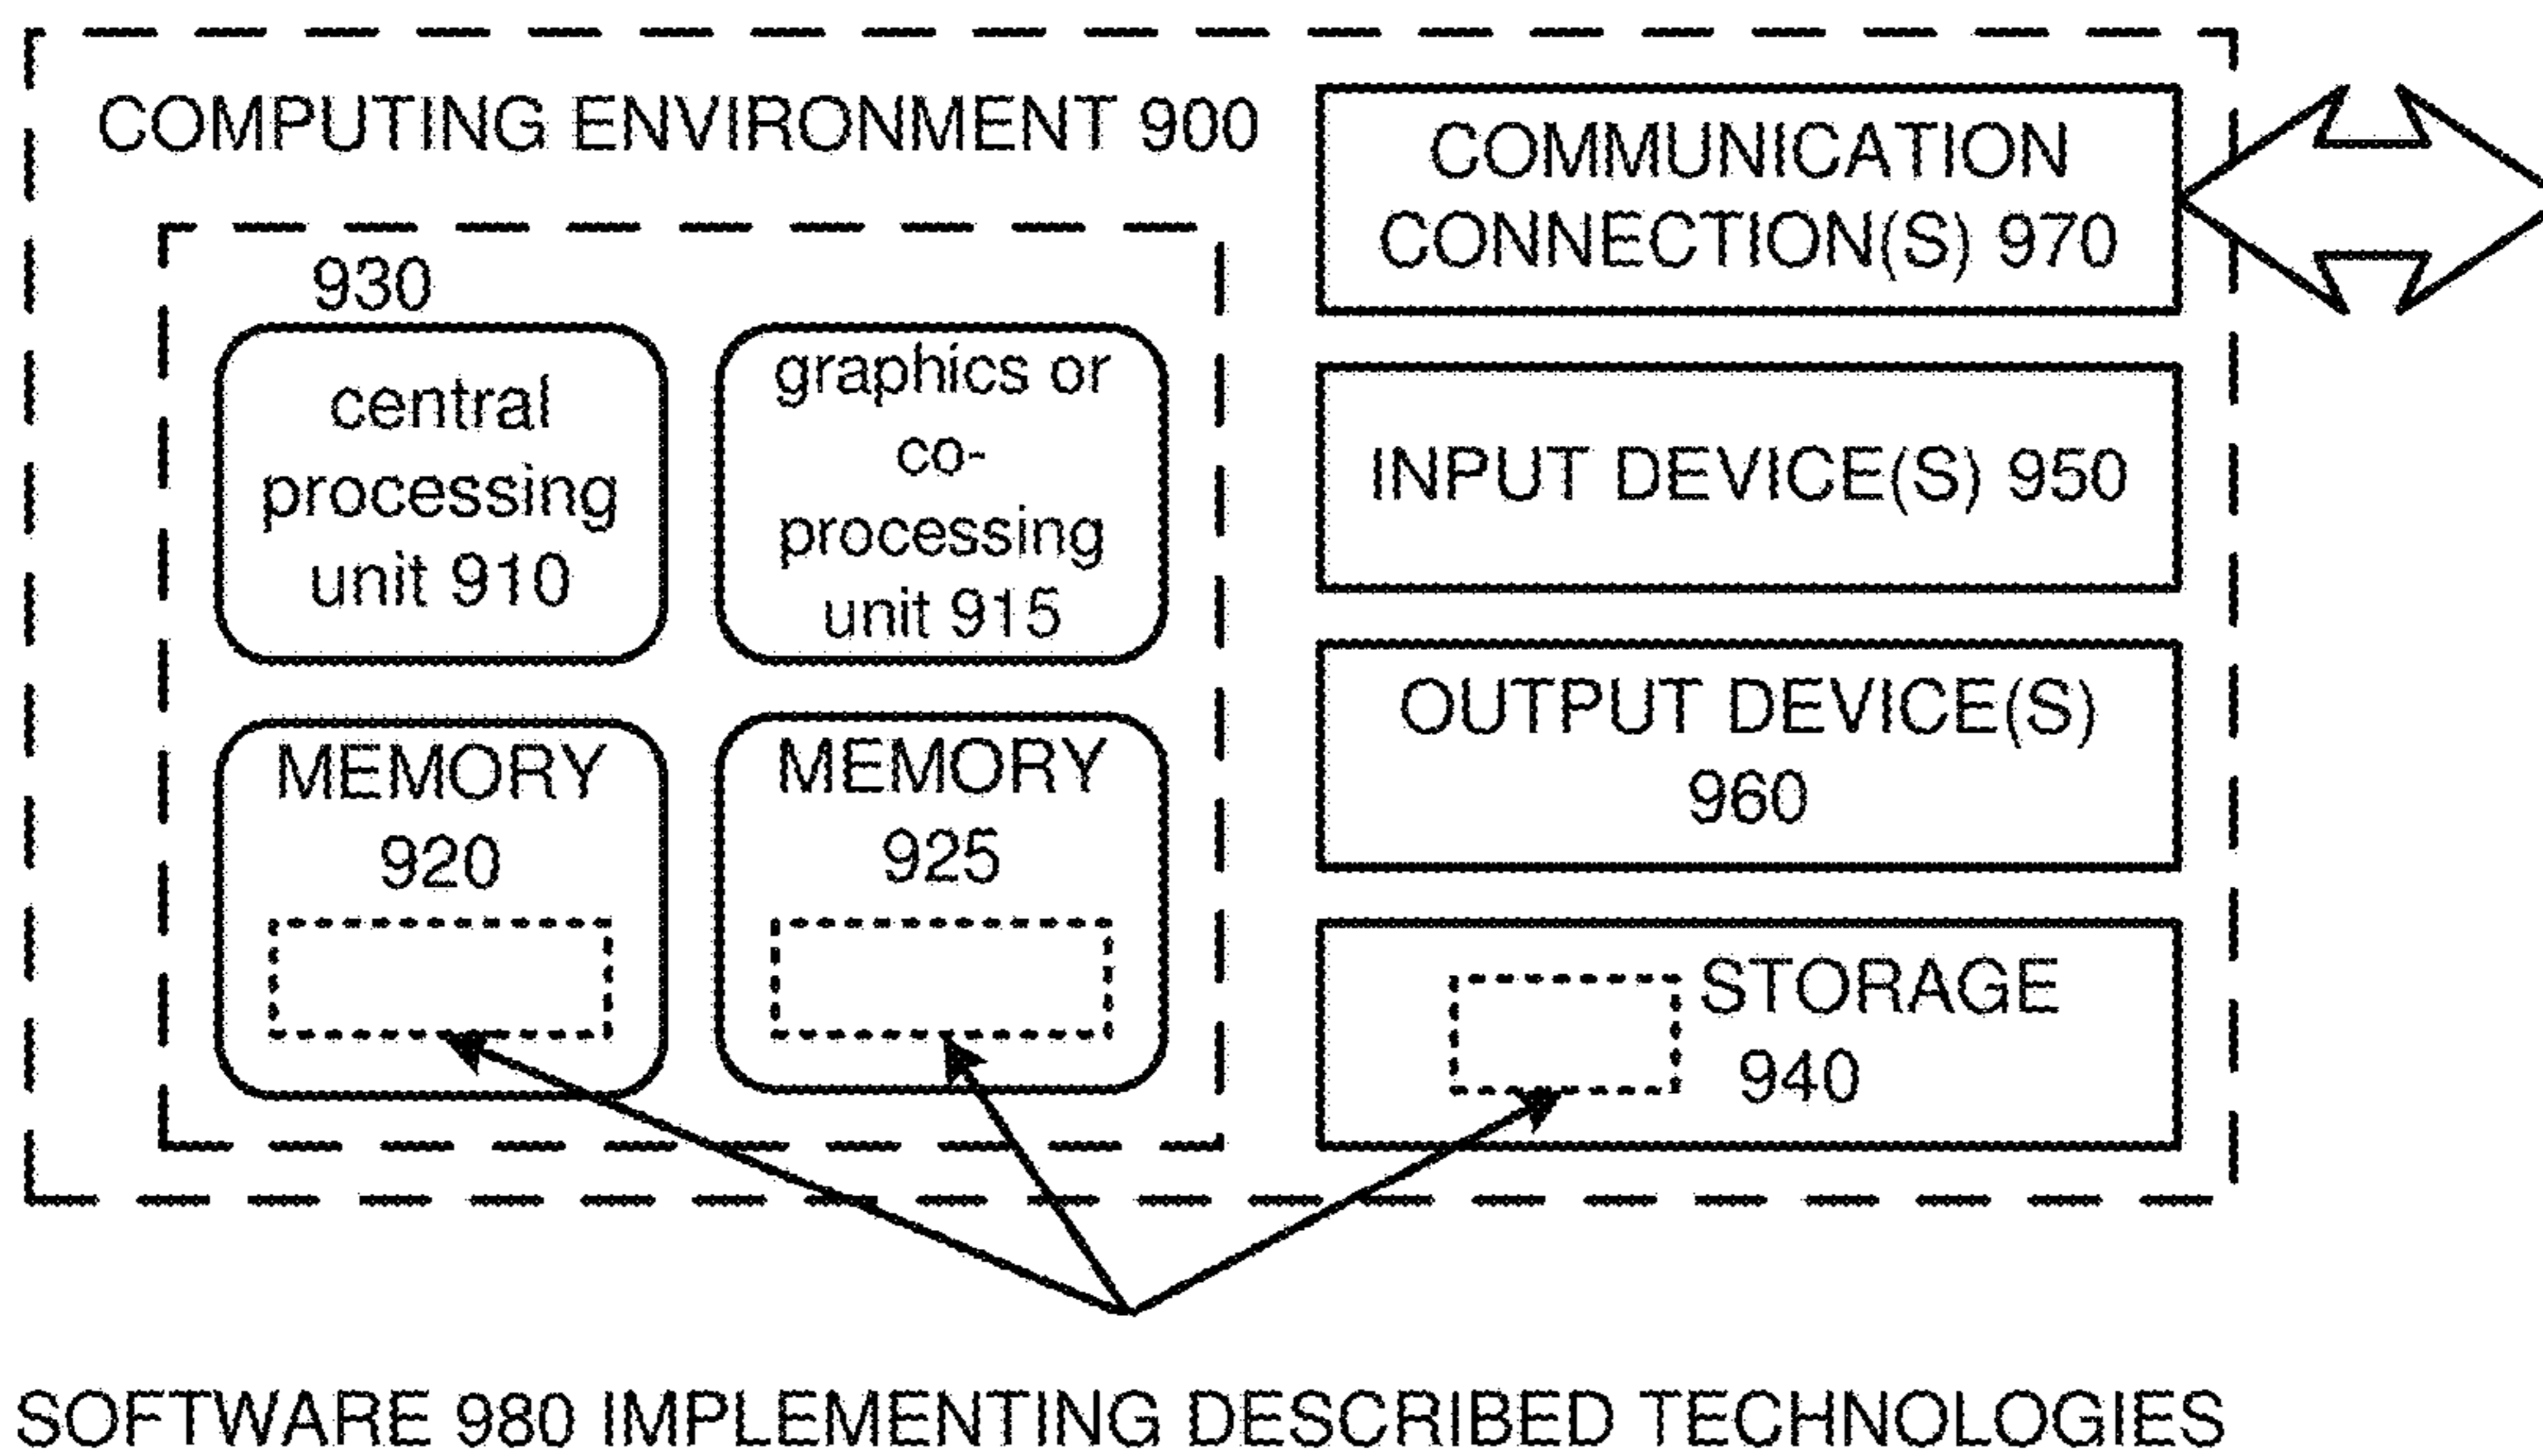 COMPUTING ENVIRONMENT 900
930
central
processing
unit 910
graphics or
co-
processing
unit 915
MEMORY
920
MEMORY
925
COMMUNICATION
CONNECTION(S) 970
INPUT DEVICE(S) 950
OUTPUT DEVICE(S)
960
STORAGE
940
SOFTWARE 980 IMPLEMENTING DESCRIBED TECHNOLOGIES